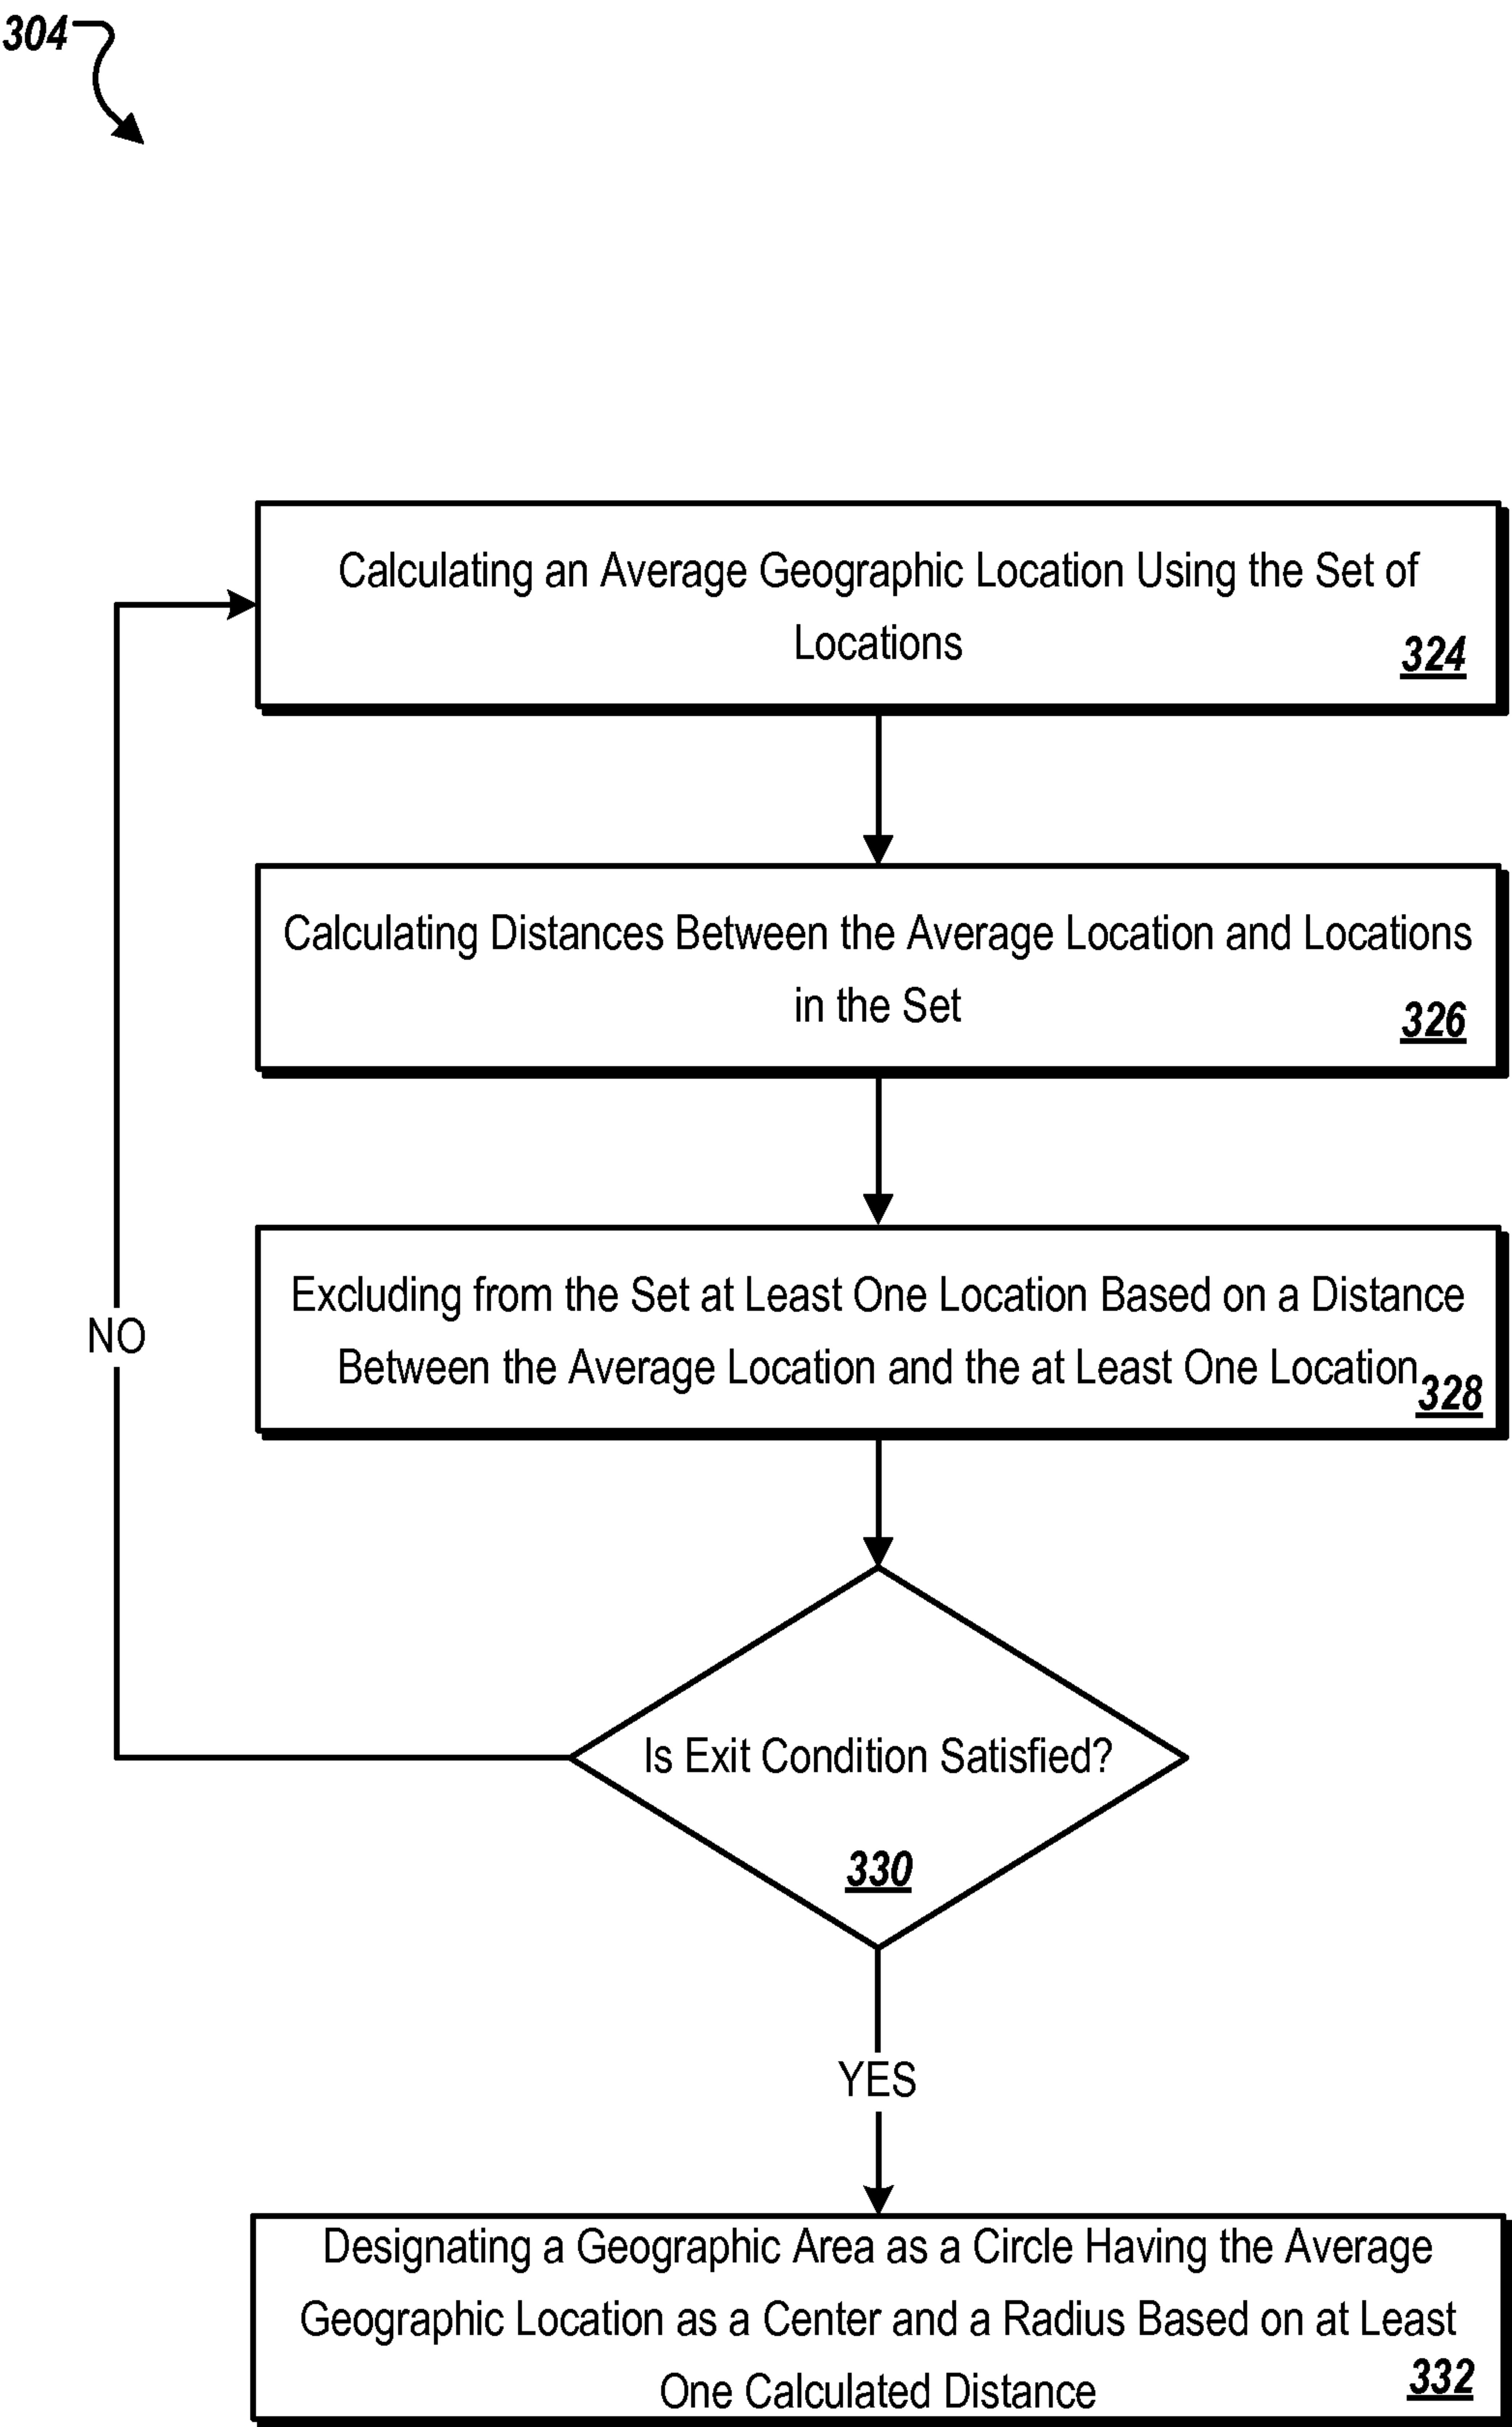 304
Calculating an Average Geographic Location Using the Set of
Locations
324
Calculating Distances Between the Average Location and Locations
in the Set
326
Excluding from the Set at Least One Location Based on a Distance
Between the Average Location and the at Least One Location
328
NO
Is Exit Condition Satisfied?
330
YES
Designating a Geographic Area as a Circle Having the Average
Geographic Location as a Center and a Radius Based on at Least
One Calculated Distance
332